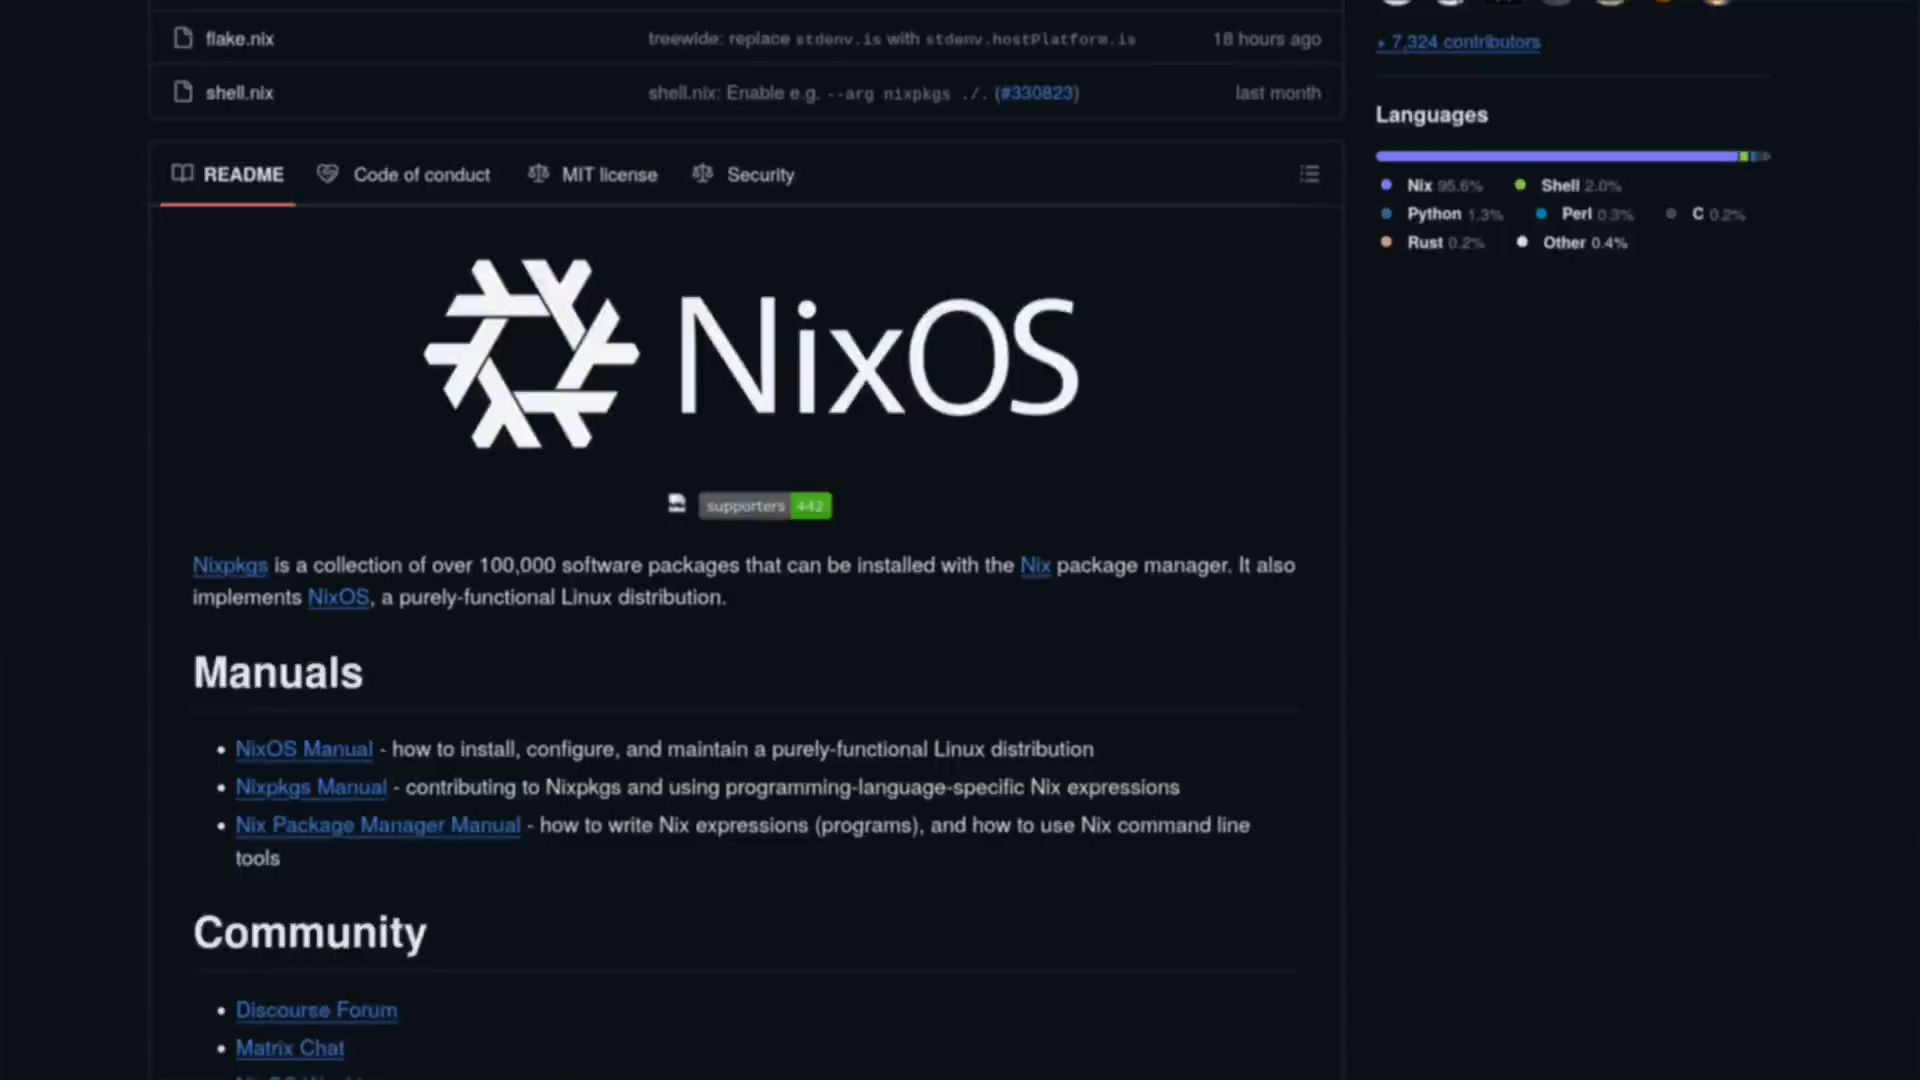 flake.nix treewide: replace stdenv.is with stdenv.hostPlatform.is 18 hours ago
shell.nix shell.nix: Enable e.g. --arg nixpkgs ./. (#330823) last month
README Code of conduct MIT license Security
NixOS
supporters 442
Nixpkgs is a collection of over 100,000 software packages that can be installed with the Nix package manager. It also
implements NixOS, a purely-functional Linux distribution.
Manuals
• NixOS Manual - how to install, configure, and maintain a purely-functional Linux distribution
• Nixpkgs Manual - contributing to Nixpkgs and using programming-language-specific Nix expressions
• Nix Package Manager Manual - how to write Nix expressions (programs), and how to use Nix command line
tools
Community
• Discourse Forum
• Matrix Chat
+ 7,324 contributors
Languages
Nix 95.6% Shell 2.0%
Python 1.3% Perl 0.3% C 0.2%
Rust 0.2% Other 0.4%